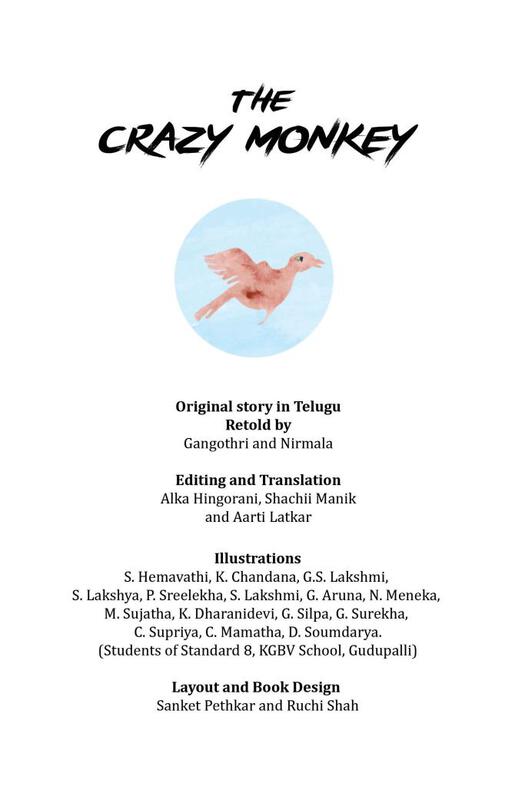 THE
CRAZY MONKEY
Original story in Telugu
Retold by
Gangothri and Nirmala
Editing and Translation
Alka Hingorani, Shachii Manik
and Aarti Latkar
Illustrations
S. Hemavathi, K. Chandana, G.S. Lakshmi,
S. Lakshya, P. Sreelekha, S. Lakshmi, G. Aruna, N. Meneka,
M. Sujatha, K. Dharanidevi, G. Silpa, G. Surekha,
C. Supriya, C. Mamatha, D. Soumdarya.
(Students of Standard 8, KGBV School, Gudupalli)
Layout and Book Design
Sanket Pethkar and Ruchi Shah